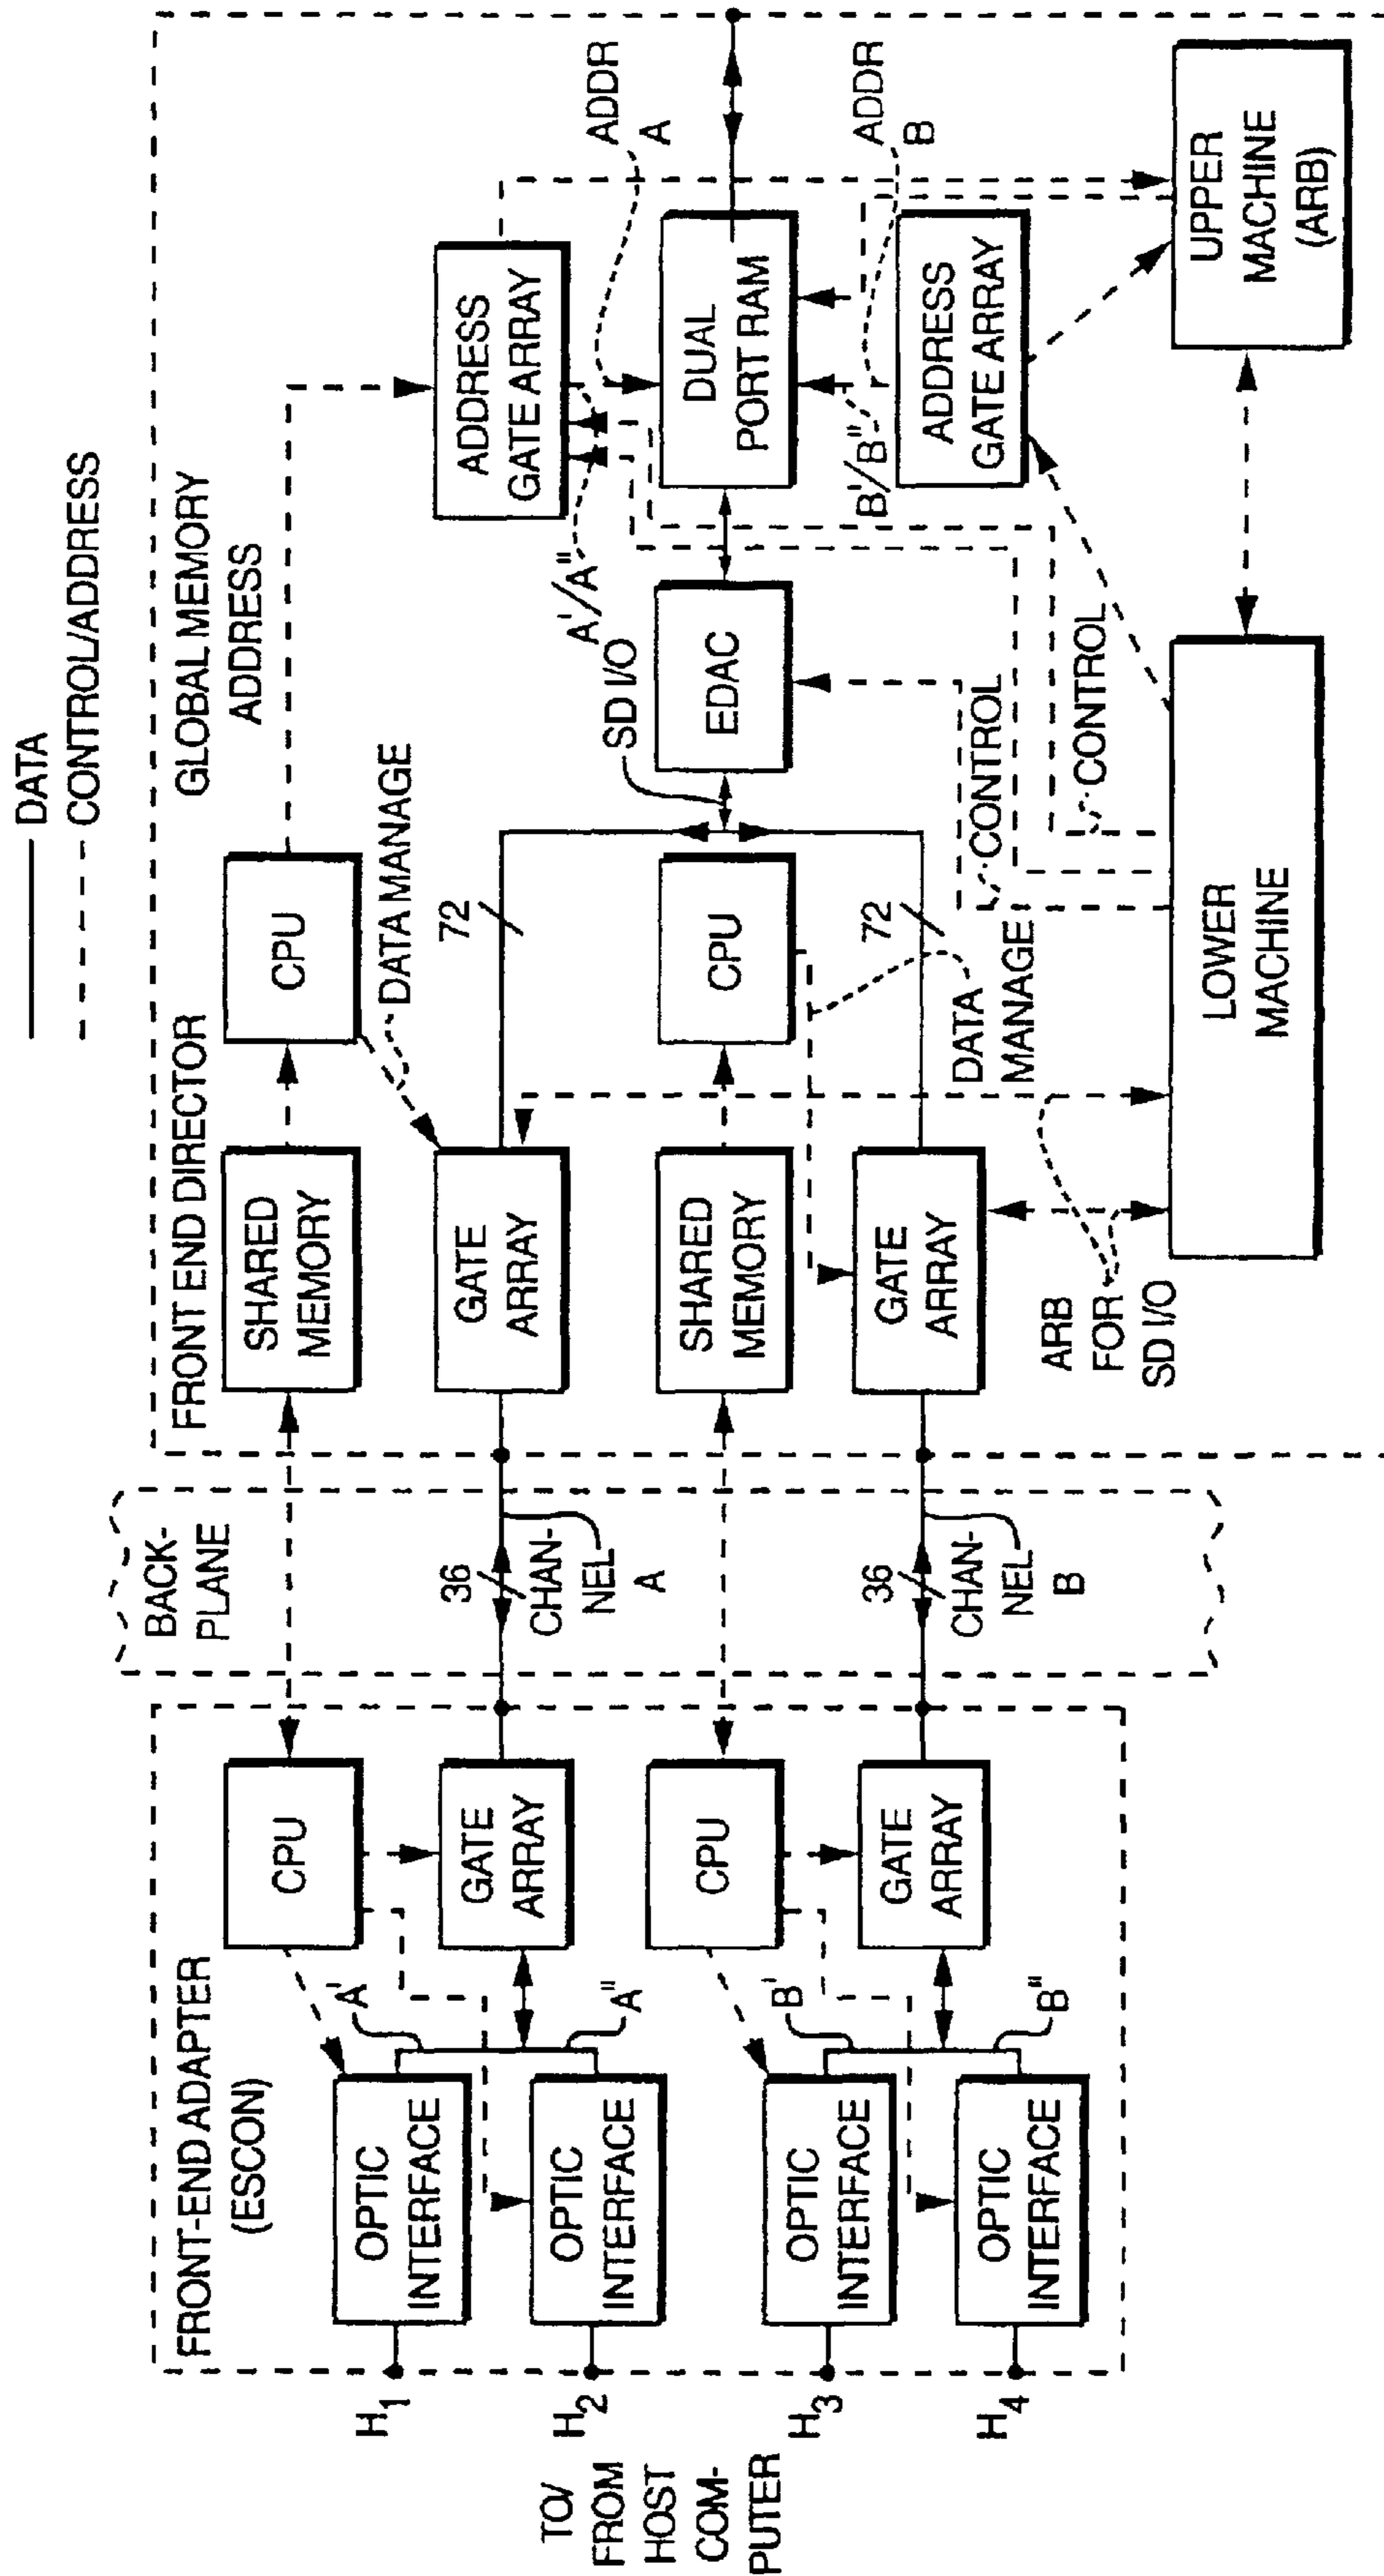 DATA
CONTROL/ADDRESS
FRONT-END ADAPTER
(ESCON)
TO/
FROM
HOST
COM-
PUTER
H1
H2
H3
H4
OPTIC
INTERFACE
OPTIC
INTERFACE
OPTIC
INTERFACE
OPTIC
INTERFACE
A'
A"
B'
B"
CPU
GATE
ARRAY
CPU
GATE
ARRAY
BACK-
PLANE
36
CHAN-
NEL
A
36
CHAN-
NEL
B
FRONT END DIRECTOR
SHARED
MEMORY
GATE
ARRAY
SHARED
MEMORY
GATE
ARRAY
ARB
FOR
SD I/O
CPU
DATA MANAGE
72
CPU
72
DATA
MANAGE
LOWER
MACHINE
GLOBAL MEMORY
ADDRESS
SD I/O
EDAC
CONTROL
CONTROL
A'/A"
ADDRESS
GATE ARRAY
DUAL
PORT RAM
B'/B"
ADDRESS
GATE ARRAY
ADDR
A
ADDR
B
UPPER
MACHINE
(ARB)